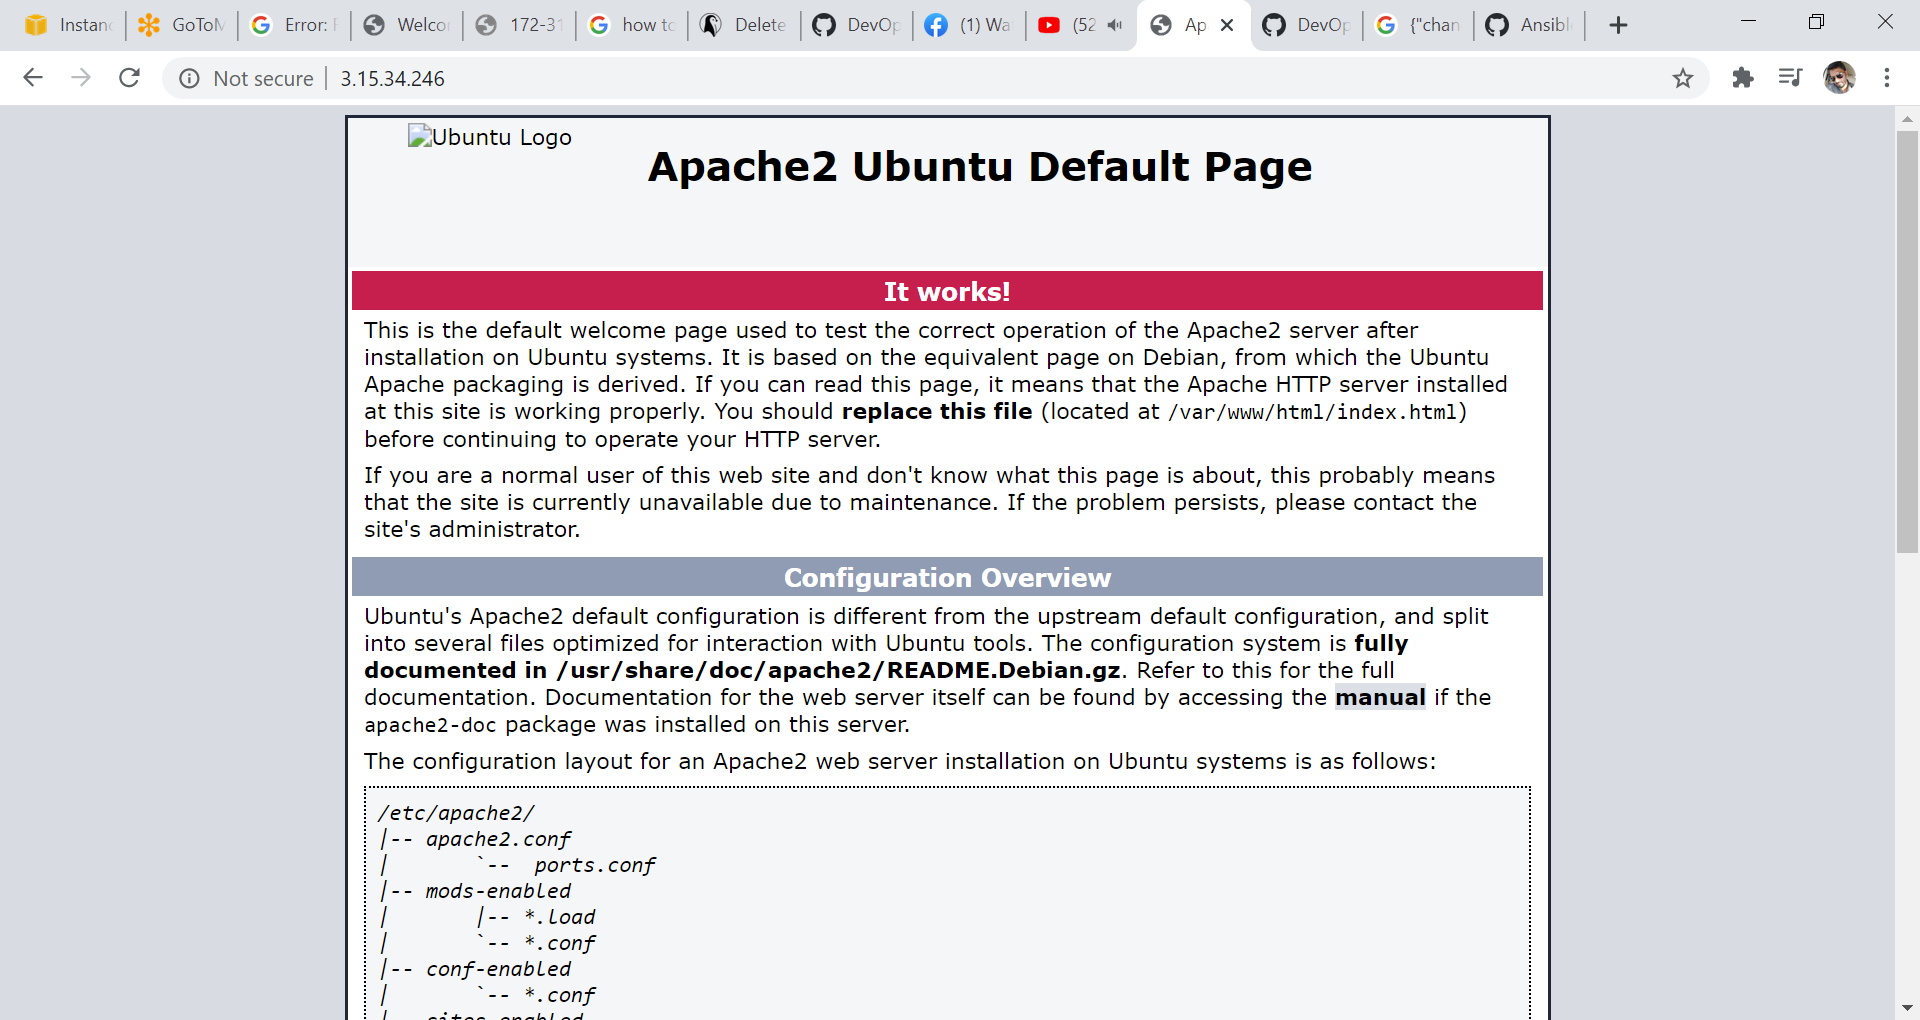 Instanc GoToM Error: F Welcor 172-31 how to Delete DevOp (1) Wa (52 Ap DevOp {"chan Ansibl
Not secure 3.15.34.246
Ubuntu Logo
Apache2 Ubuntu Default Page
It works!
This is the default welcome page used to test the correct operation of the Apache2 server after
installation on Ubuntu systems. It is based on the equivalent page on Debian, from which the Ubuntu
Apache packaging is derived. If you can read this page, it means that the Apache HTTP server installed
at this site is working properly. You should replace this file (located at /var/www/html/index.html)
before continuing to operate your HTTP server.
If you are a normal user of this web site and don't know what this page is about, this probably means
that the site is currently unavailable due to maintenance. If the problem persists, please contact the
site's administrator.
Configuration Overview
Ubuntu's Apache2 default configuration is different from the upstream default configuration, and split
into several files optimized for interaction with Ubuntu tools. The configuration system is fully
documented in /usr/share/doc/apache2/README.Debian.gz. Refer to this for the full
documentation. Documentation for the web server itself can be found by accessing the manual if the
apache2-doc package was installed on this server.
The configuration layout for an Apache2 web server installation on Ubuntu systems is as follows:
/etc/apache2/
|-- apache2.conf
|       `--  ports.conf
|-- mods-enabled
|       |-- *.load
|       `-- *.conf
|-- conf-enabled
|       `-- *.conf
|-- sites-enabled